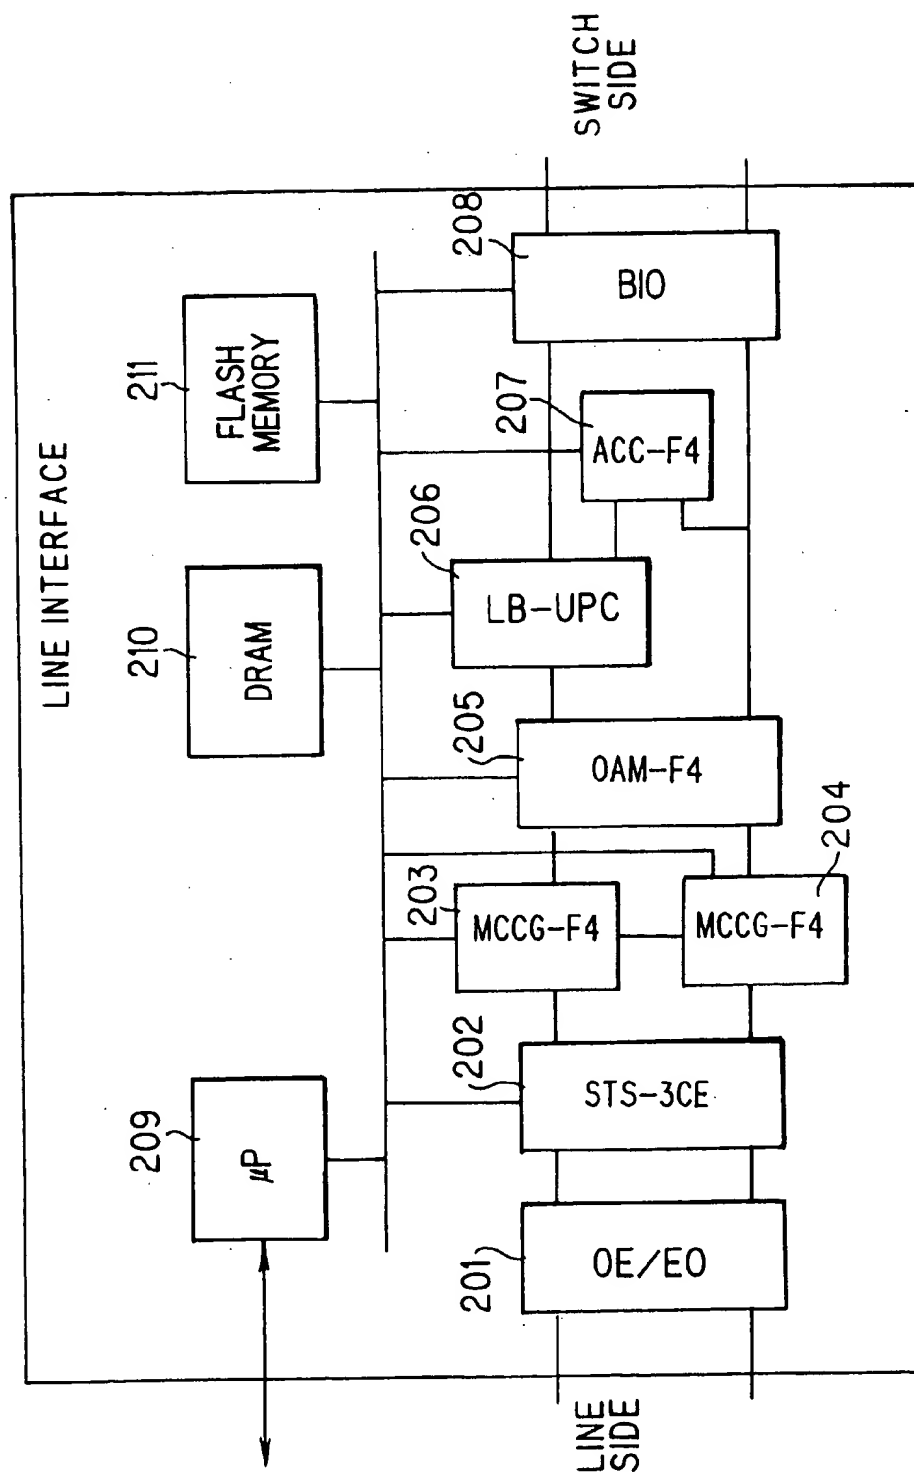 LINE INTERFACE
209
μP
210
DRAM
211
FLASH
MEMORY
201
OE/EO
202
STS-3CE
203
MCCG-F4
204
MCCG-F4
205
OAM-F4
206
LB-UPC
207
ACC-F4
208
BIO
LINE
SIDE
SWITCH
SIDE